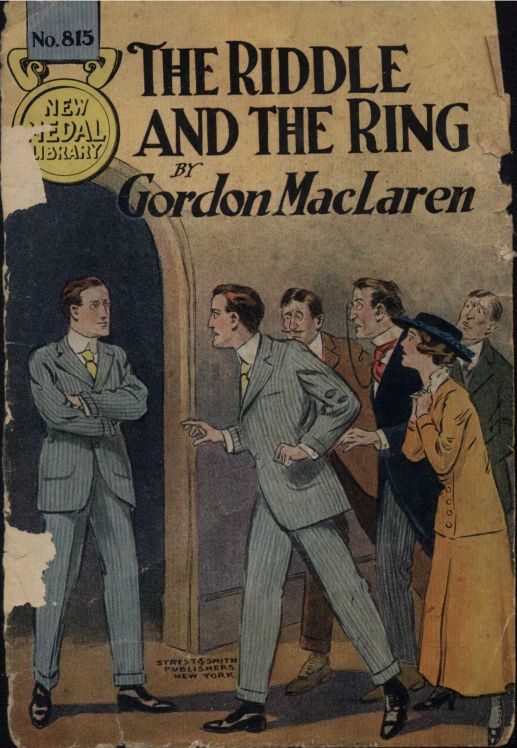 No. 815
NEW
MEDAL
LIBRARY
THE RIDDLE
AND THE RING
BY
Gordon MacLaren
STREET & SMITH
PUBLISHERS
NEW YORK